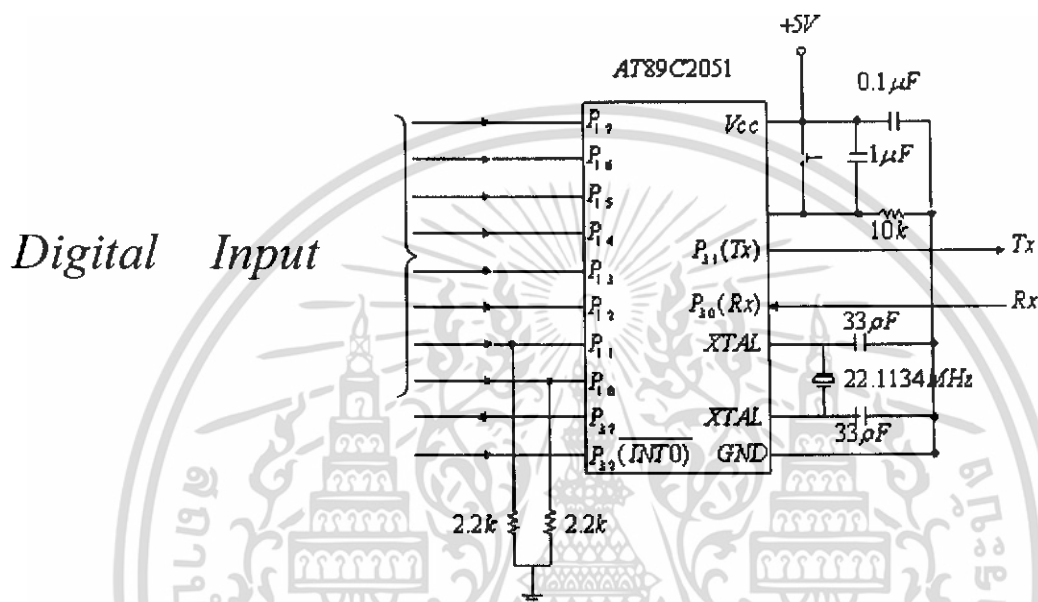 +5V
AT89C2051
0.1μF
P17
Vcc
P16
1μF
P15
10k
P14
Digital Input
P31(Tx)
Tx
P13
P12
P30(Rx)
Rx
33pF
P11
XTAL
22.1134MHz
P10
P37
XTAL
33pF
P32(INT0)
GND
2.2k
2.2k